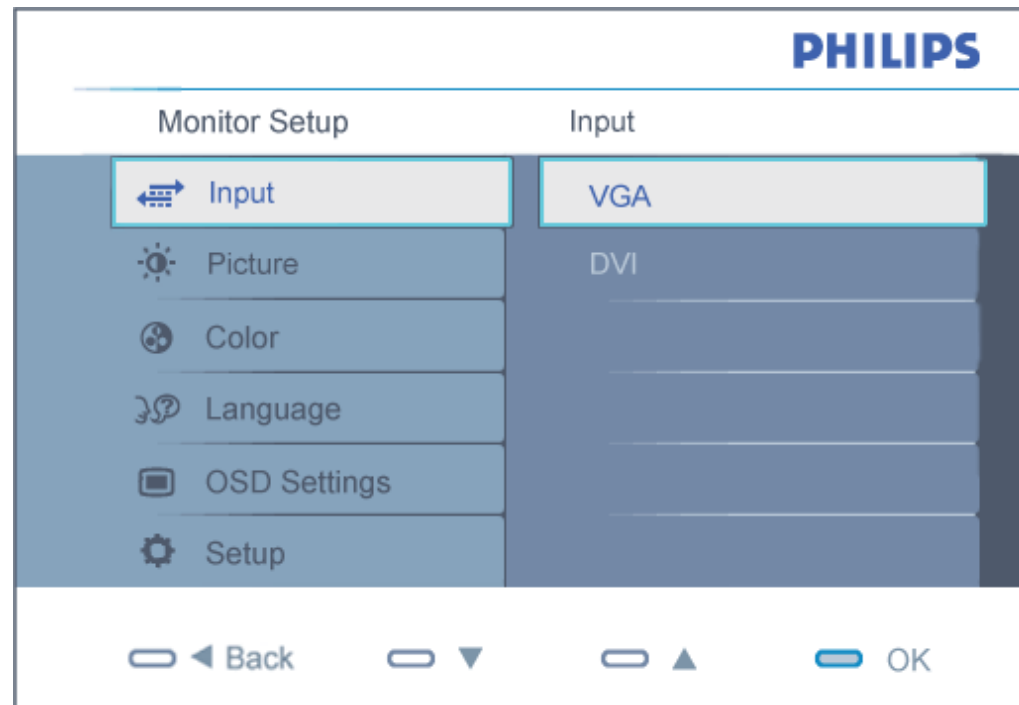 PHILIPS
Monitor Setup Input
Input VGA
Picture DVI
Color
Language
OSD Settings
Setup
Back OK